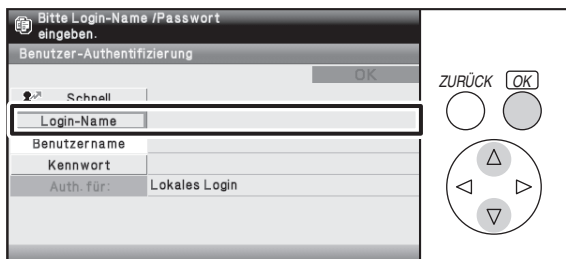 Bitte Login-Name /Passwort
eingeben.
Benutzer-Authentifizierung
OK
Schnell
Login-Name
Benutzername
Kennwort
Auth. für: Lokales Login
ZURÜCK OK